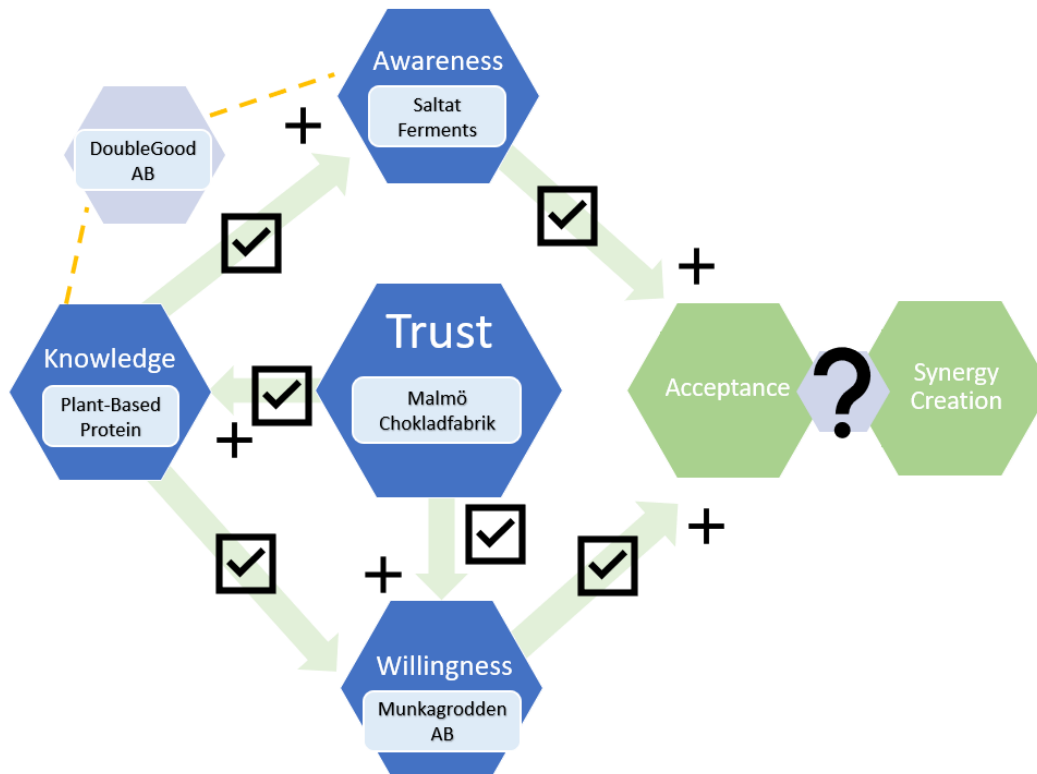 Awareness
Saltat
Ferments
DoubleGood
AB
+
+
Knowledge
Plant-Based
Protein
Trust
Malmö
Chokladfabrik
Acceptance
?
Synergy
Creation
+
+
+
Willingness
Munkagrodden
AB